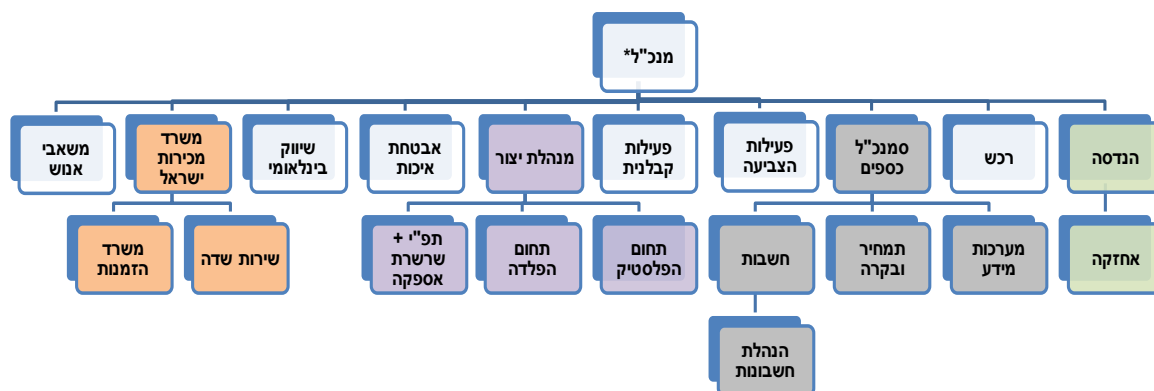 מנכ"ל*
הנדסה
רכש
סמנכ"ל
כספים
פעילות
הצביעה
פעילות
קבלנית
מנהלת יצור
אבטחת
איכות
שיווק
בינלאומי
משרד
מכירות
ישראל
משאבי
אנוש
אחזקה
מערכות
מידע
תמחיר
ובקרה
חשבות
תחום
הפלסטיק
תחום
הפלדה
תפ"י +
שרשרת
אספקה
שירות שדה
משרד
הזמנות
הנהלת
חשבונות